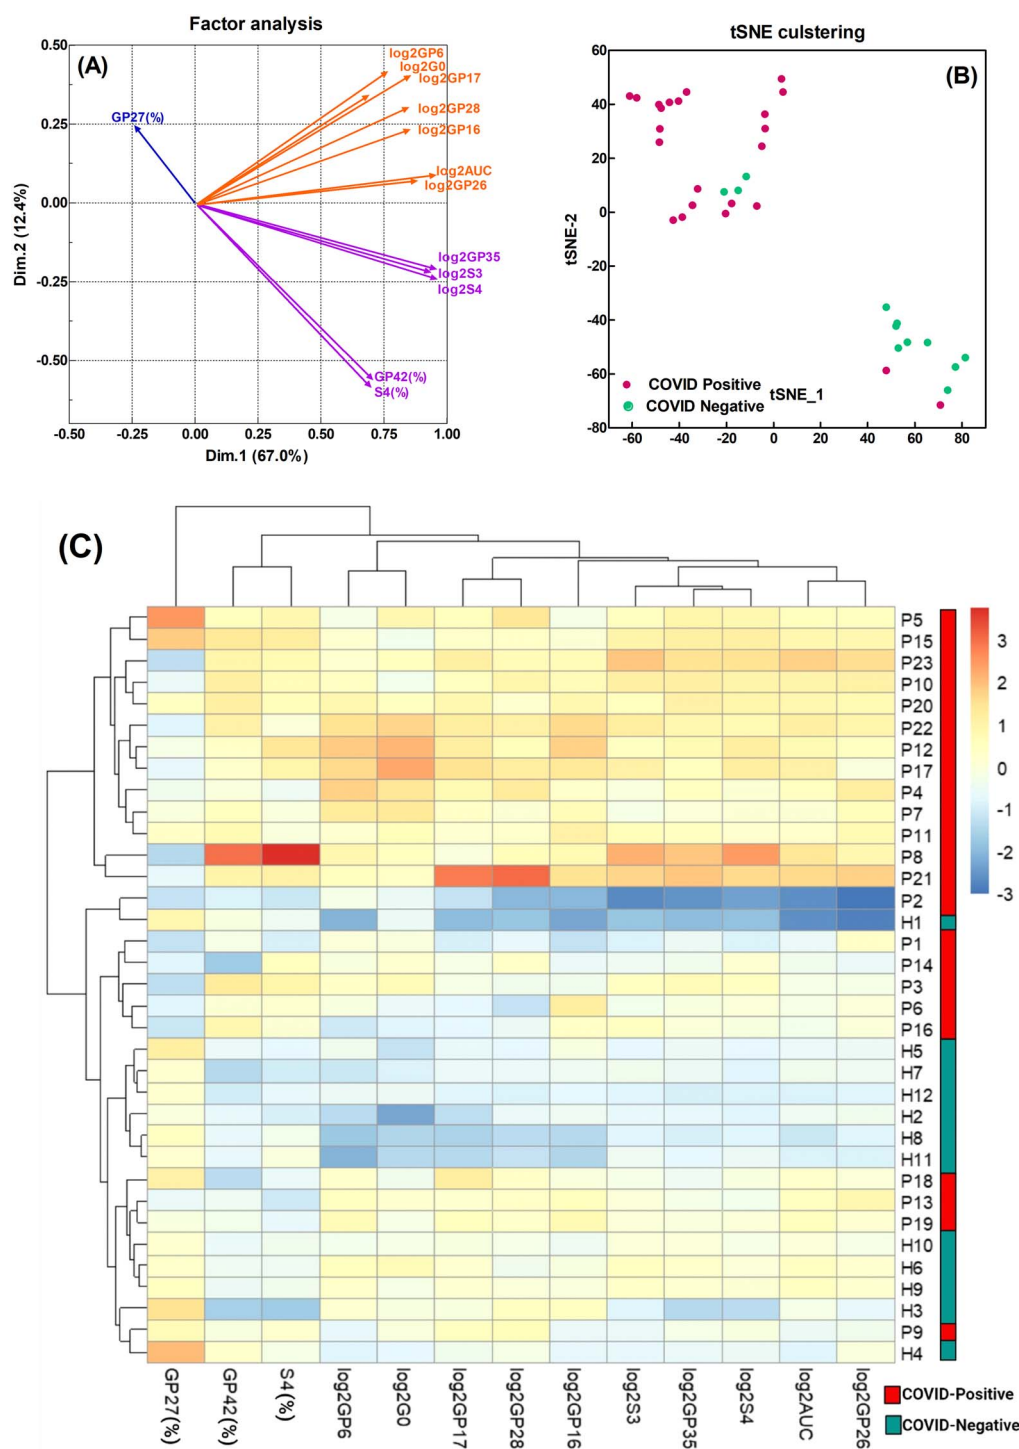 Factor analysis
(A)
0.50
0.25
0.00
-0.25
-0.50
Dim.2 (12.4%)
log2GP6
log2G0
log2GP17
log2GP28
log2GP16
log2AUC
log2GP26
GP27(%)
log2GP35
log2S3
log2S4
GP42(%)
S4(%)
-0.50 -0.25 0.00 0.25 0.50 0.75 1.00
Dim.1 (67.0%)
tSNE culstering
(B)
60
40
20
0
-20
-40
-60
-80
tSNE-2
COVID Positive
COVID Negative
tSNE_1
-60 -40 -20 0 20 40 60 80
(C)
P5
P15
P23
P10
P20
P22
P12
P17
P4
P7
P11
P8
P21
P2
H1
P1
P14
P3
P6
P16
H5
H7
H12
H2
H8
H11
P18
P13
P19
H10
H6
H9
H3
P9
H4
3
2
1
0
-1
-2
-3
GP27(%)
GP42(%)
S4(%)
log2GP6
log2G0
log2GP17
log2GP28
log2GP16
log2S3
log2GP35
log2S4
log2AUC
log2GP26
COVID-Positive
COVID-Negative